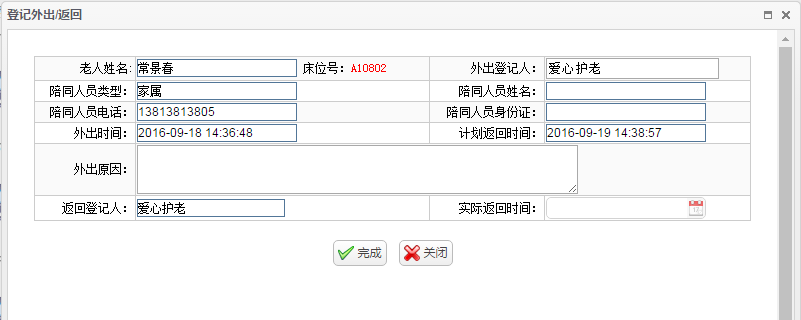 登记外出/返回
老人姓名: 常景春 床位号: A10802 外出登记人: 爱心护老
陪同人员类型: 家属 陪同人员姓名:
陪同人员电话: 13813813805 陪同人员身份证:
外出时间: 2016-09-18 14:36:48 计划返回时间: 2016-09-19 14:38:57
外出原因:
返回登记人: 爱心护老 实际返回时间:
完成 关闭